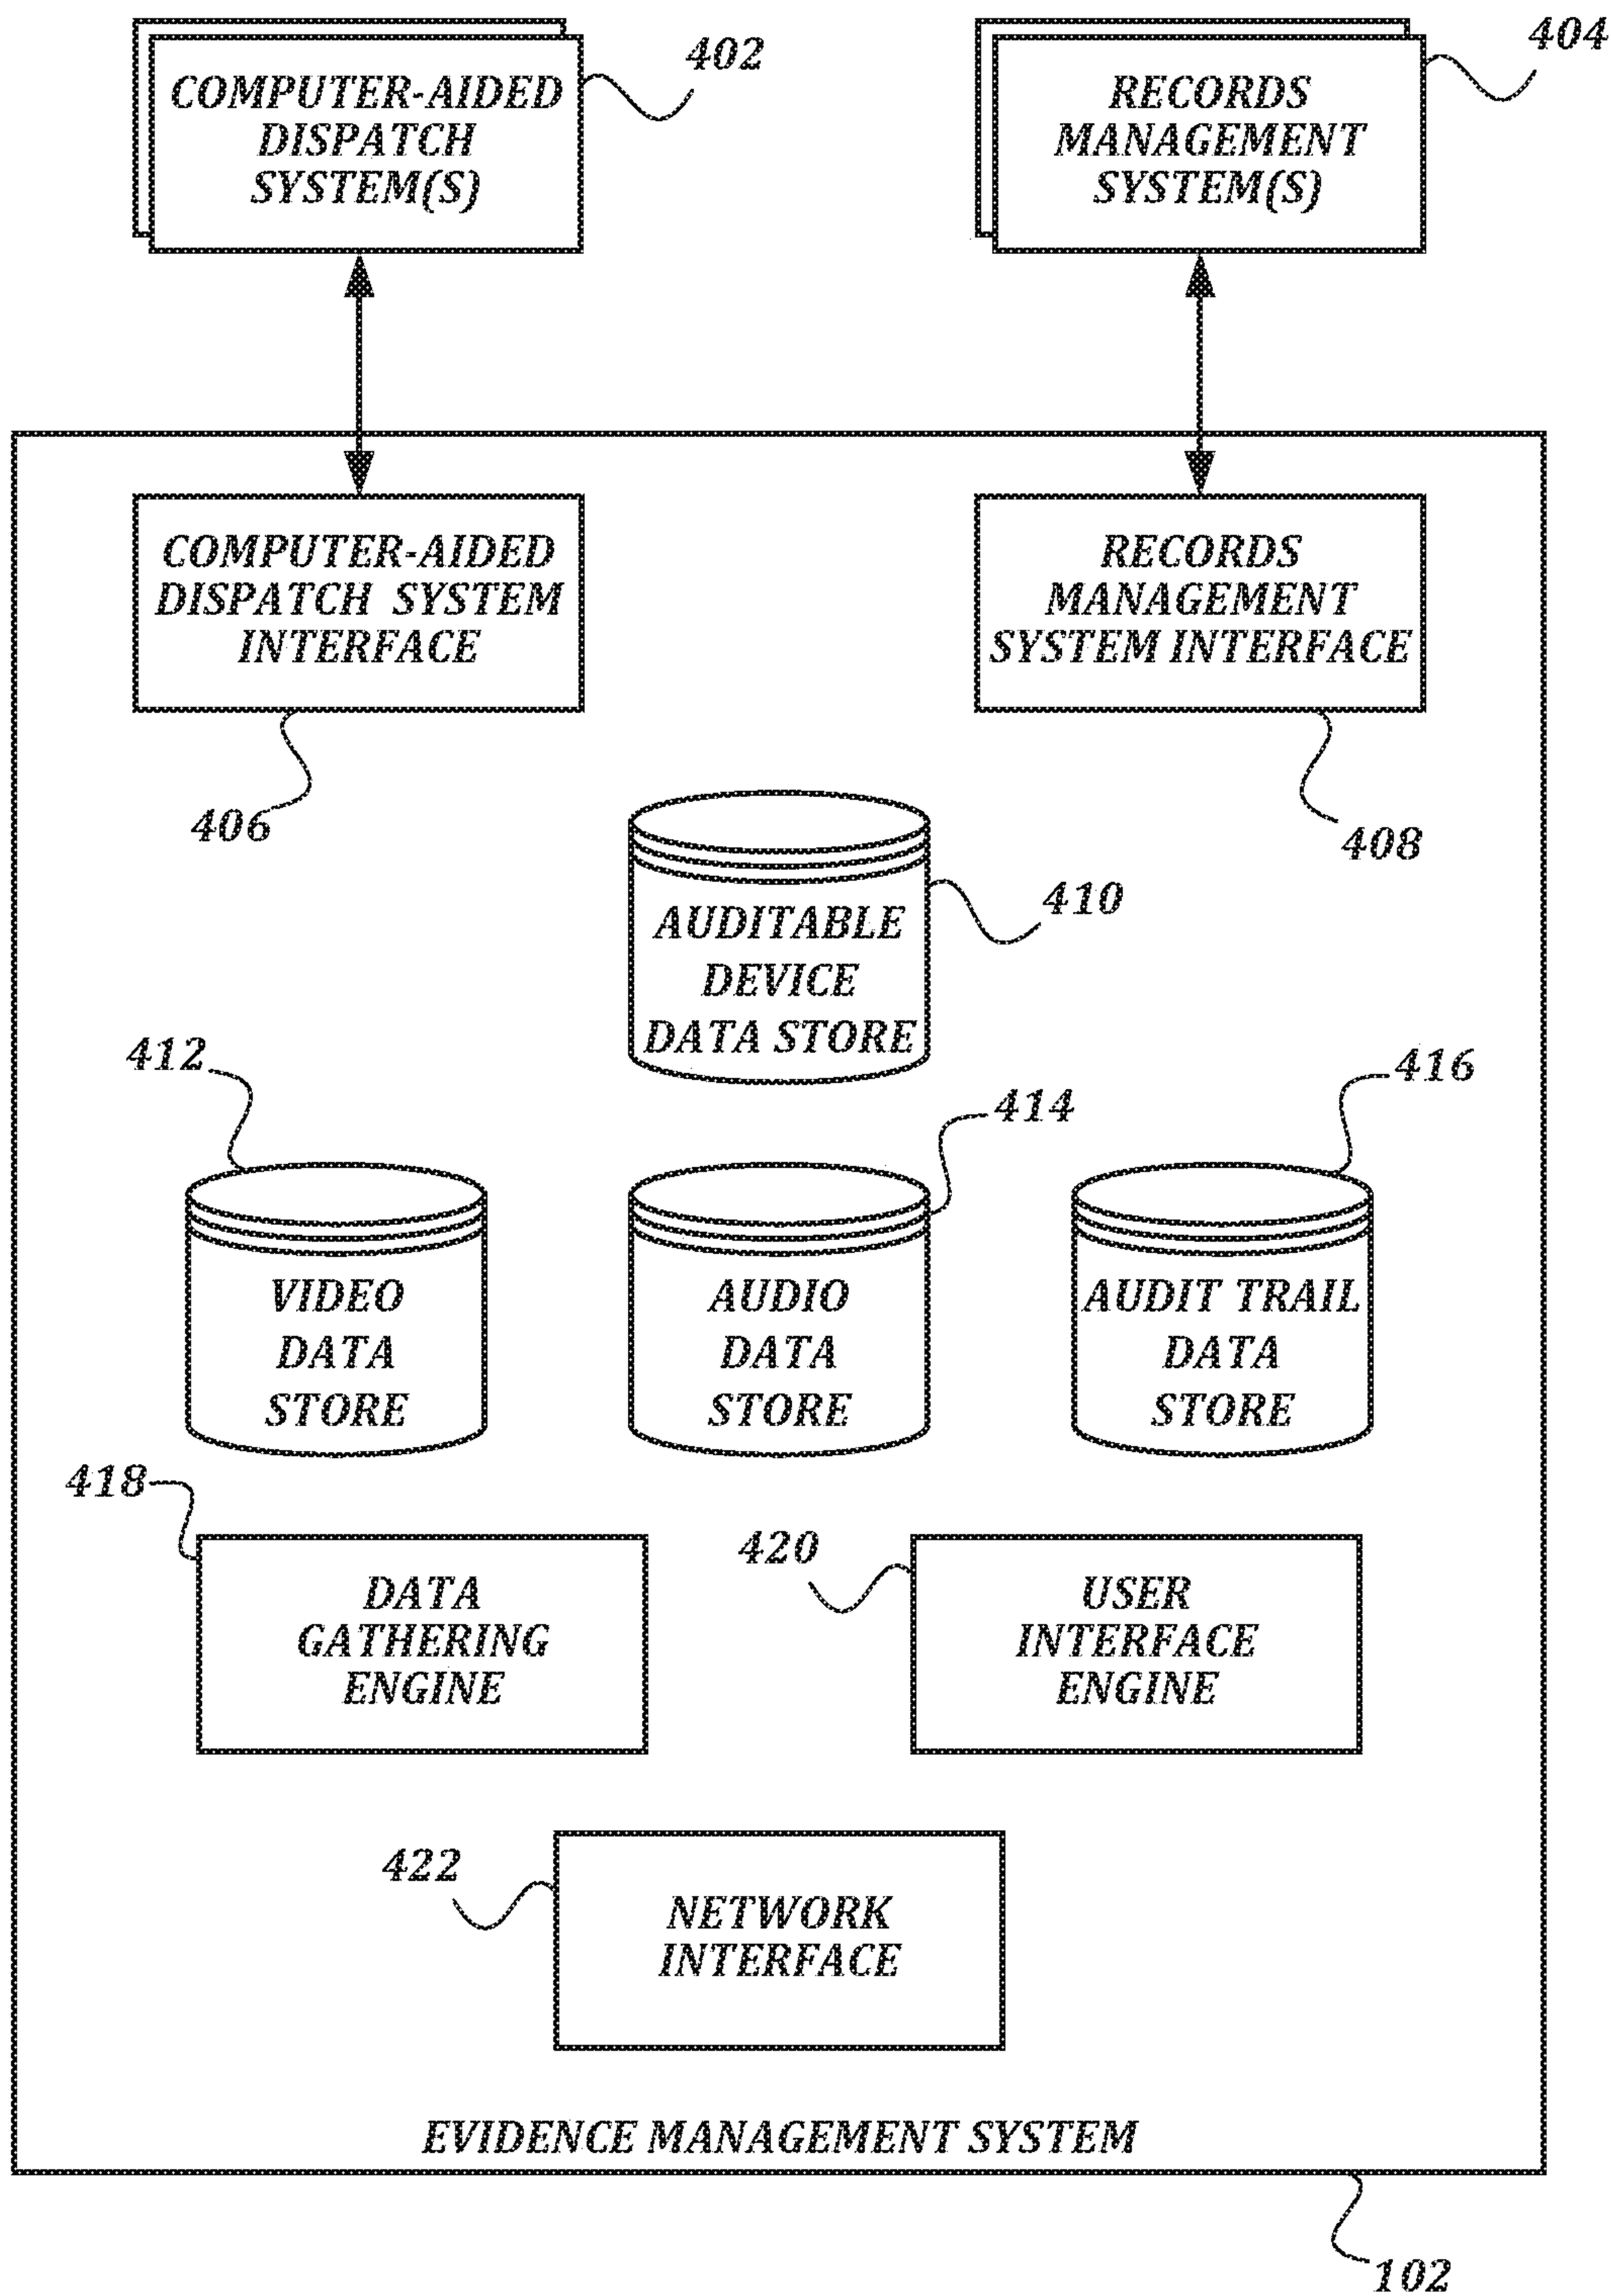 402
COMPUTER-AIDED
DISPATCH
SYSTEM(S)
404
RECORDS
MANAGEMENT
SYSTEM(S)
COMPUTER-AIDED
DISPATCH SYSTEM
INTERFACE
406
RECORDS
MANAGEMENT
SYSTEM INTERFACE
408
AUDITABLE
DEVICE
DATA STORE
410
412
VIDEO
DATA
STORE
414
AUDIO
DATA
STORE
416
AUDIT TRAIL
DATA
STORE
418
DATA
GATHERING
ENGINE
420
USER
INTERFACE
ENGINE
422
NETWORK
INTERFACE
EVIDENCE MANAGEMENT SYSTEM
102